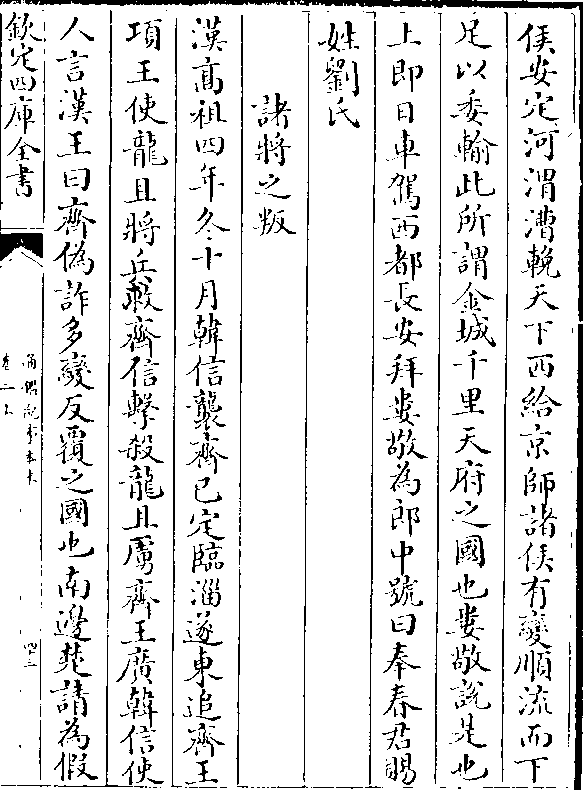 侯安定河渭漕輓天下西給京師諸侯有變順流而下
足以委輸此所謂金城千里天府之國也婁敬說是也
上即日車駕西都長安拜婁敬為郎中號曰奉春君賜
姓劉氏
諸將之叛
漢高祖四年冬十月韓信襲齊已定臨淄遂東追齊王
項王使龍且將兵救齊信擊殺龍且虜齊王廣韓信使
人言漢王曰齊偽詐多變反覆之國也南邊楚請為假
欽定四庫全書
通鑑紀事本末
卷二上
四十三